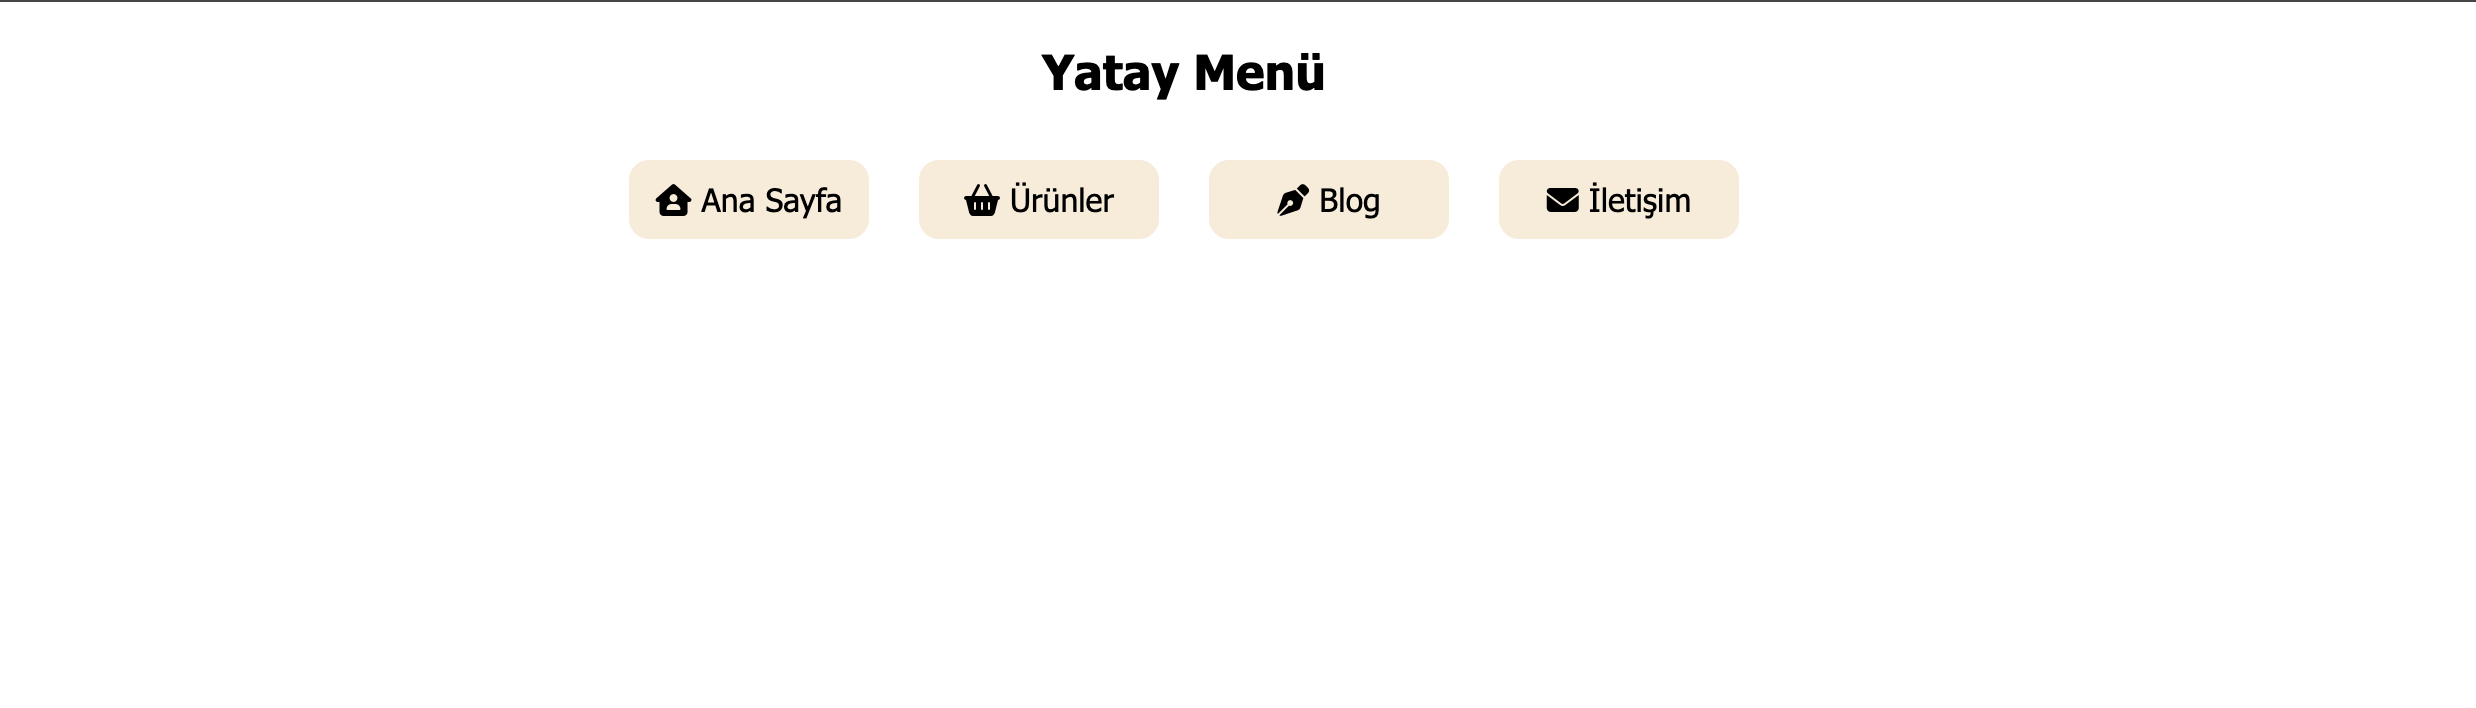 Yatay Menü
Ana Sayfa
Ürünler
Blog
İletişim